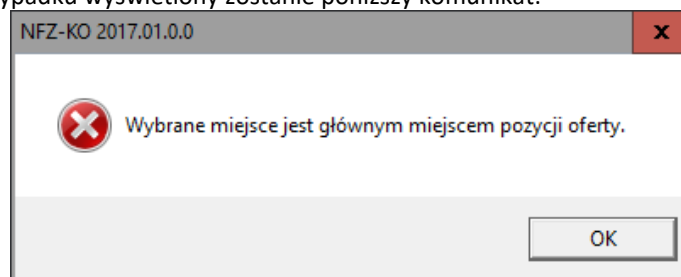 wyświetlony zostanie poniższy komunikat:
NFZ-KO 2017.01.0.0
x
Wybrane miejsce jest głównym miejscem pozycji oferty.
OK